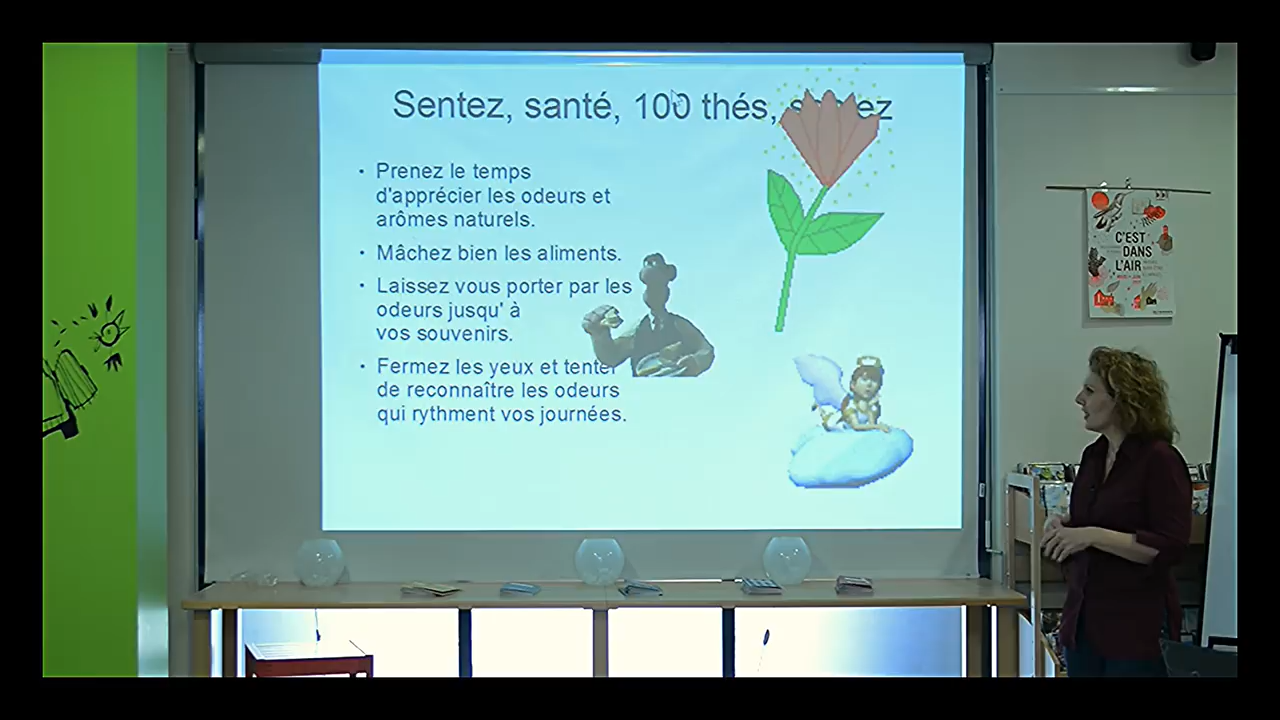 Sentez, santé, 100 thés, sentez
• Prenez le temps
d'apprécier les odeurs et
arômes naturels.
• Mâchez bien les aliments.
• Laissez vous porter par les
odeurs jusqu' à
vos souvenirs.
• Fermez les yeux et tenter
de reconnaître les odeurs
qui rythment vos journées.
C'EST
DANS
L'AIR